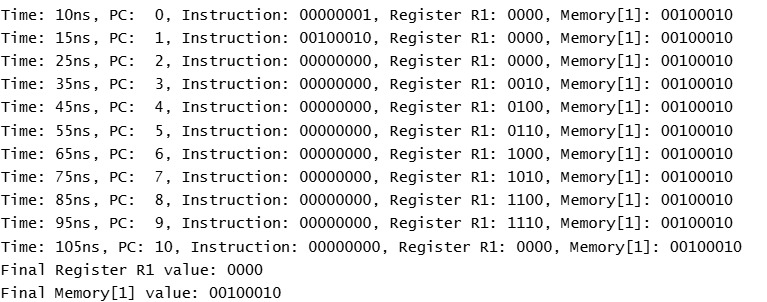 Time: 10ns, PC:  0, Instruction: 00000001, Register R1: 0000, Memory[1]: 00100010
Time: 15ns, PC:  1, Instruction: 00100010, Register R1: 0000, Memory[1]: 00100010
Time: 25ns, PC:  2, Instruction: 00000000, Register R1: 0000, Memory[1]: 00100010
Time: 35ns, PC:  3, Instruction: 00000000, Register R1: 0010, Memory[1]: 00100010
Time: 45ns, PC:  4, Instruction: 00000000, Register R1: 0100, Memory[1]: 00100010
Time: 55ns, PC:  5, Instruction: 00000000, Register R1: 0110, Memory[1]: 00100010
Time: 65ns, PC:  6, Instruction: 00000000, Register R1: 1000, Memory[1]: 00100010
Time: 75ns, PC:  7, Instruction: 00000000, Register R1: 1010, Memory[1]: 00100010
Time: 85ns, PC:  8, Instruction: 00000000, Register R1: 1100, Memory[1]: 00100010
Time: 95ns, PC:  9, Instruction: 00000000, Register R1: 1110, Memory[1]: 00100010
Time: 105ns, PC: 10, Instruction: 00000000, Register R1: 0000, Memory[1]: 00100010
Final Register R1 value: 0000
Final Memory[1] value: 00100010